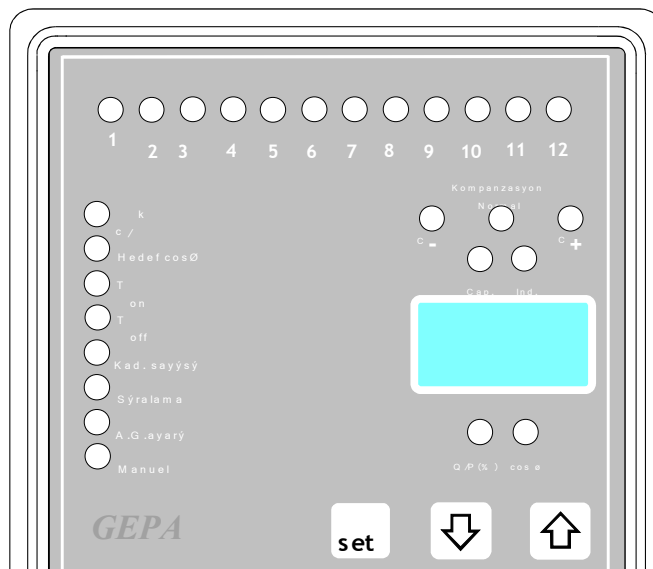 1 2 3 4 5 6 7 8 9 10 11 12
Kompanzasyon
Normal
k
c /
C - C +
Hedef cosØ
T
on
Cap. Ind.
T
off
Kad. sayýsý
Sýralama
A.G.ayarý
Manuel
Q/P(%) cos ø
GEPA
set